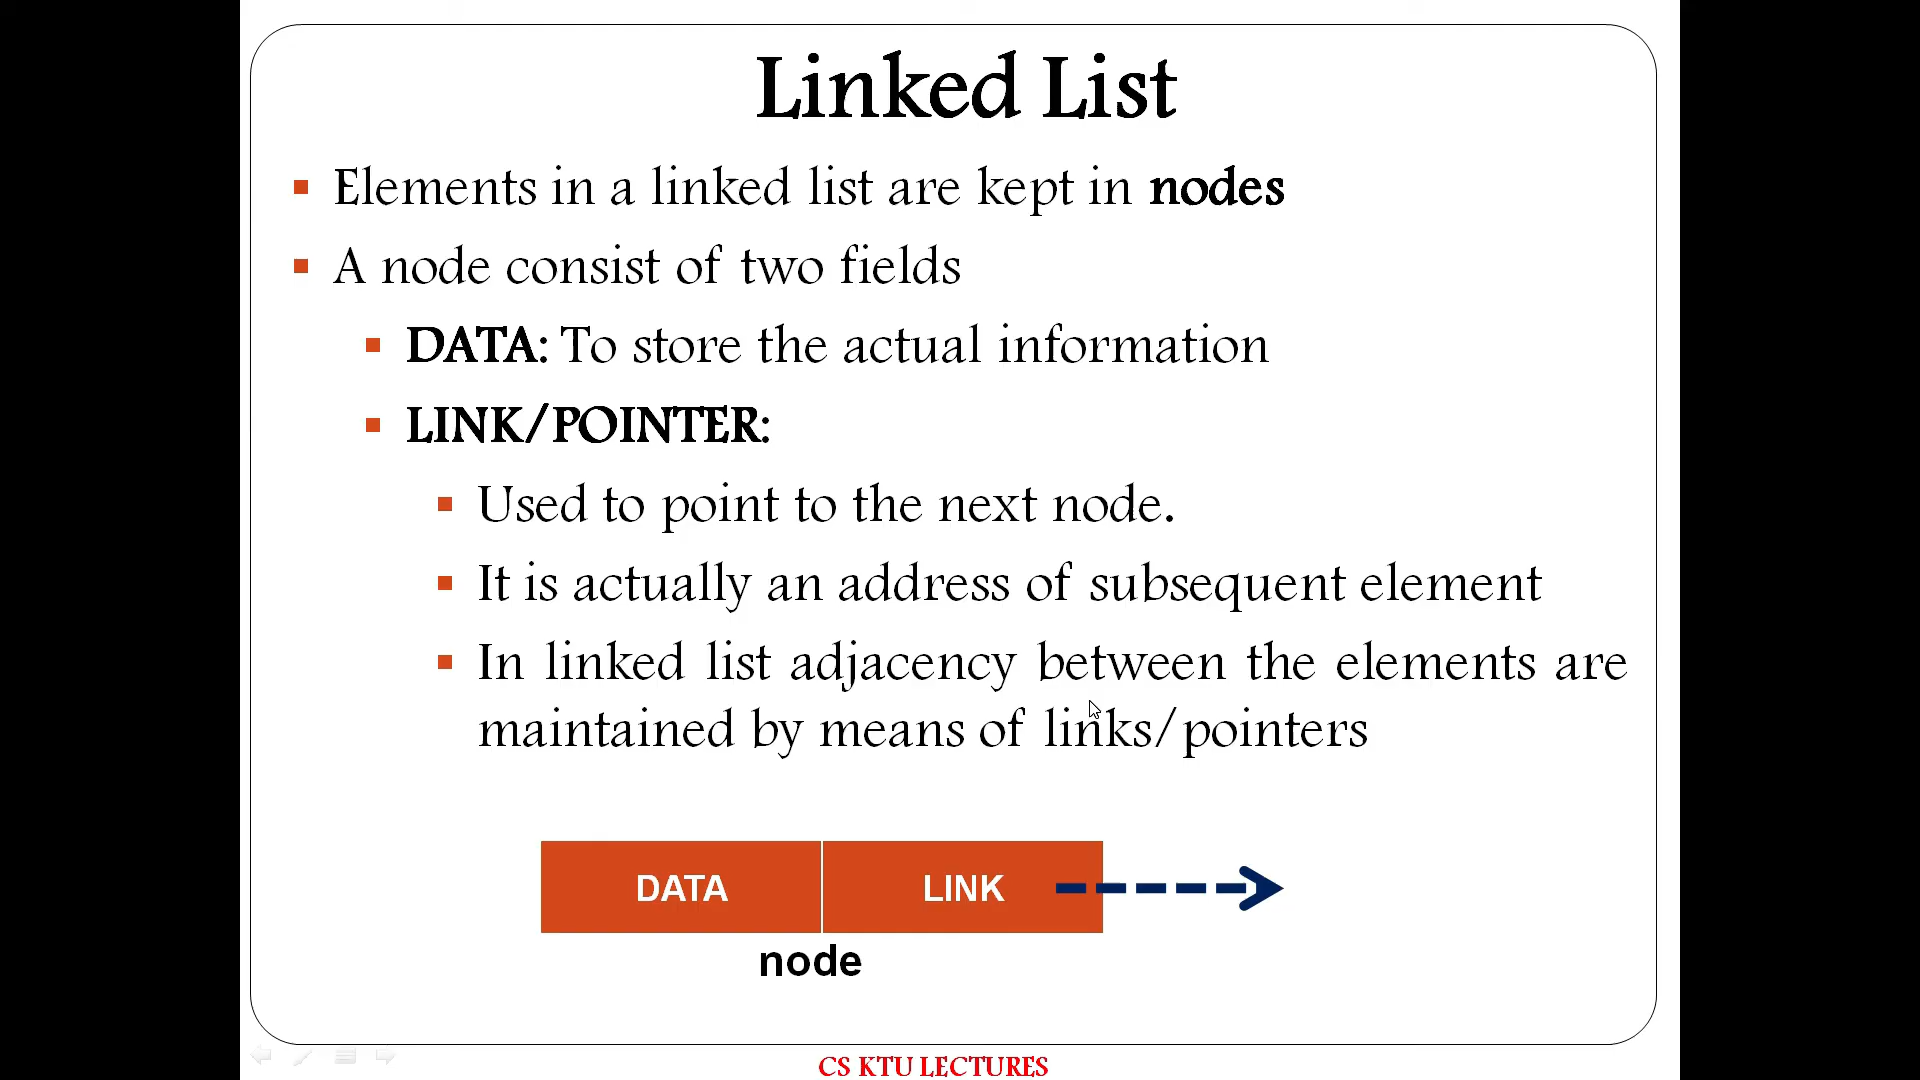 Linked List
Elements in a linked list are kept in nodes
A node consist of two fields
DATA: To store the actual information
LINK/POINTER:
Used to point to the next node.
It is actually an address of subsequent element
In linked list adjacency between the elements are
maintained by means of links/pointers
DATA LINK
node
CS KTU LECTURES